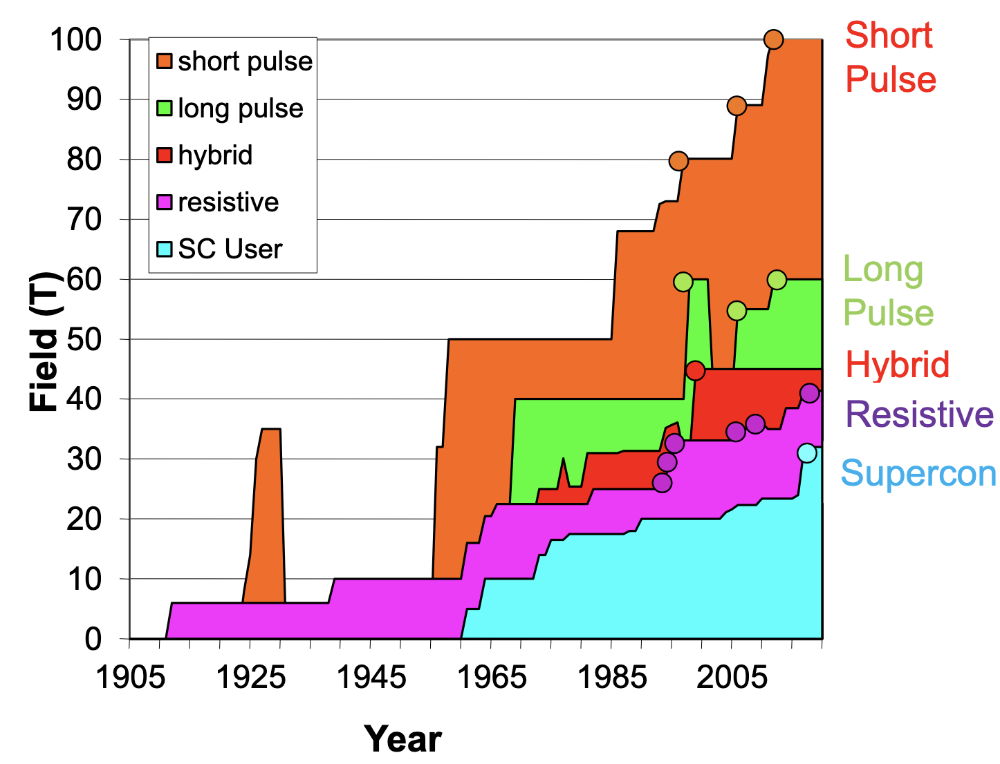 100
90
80
70
60
50
40
30
20
10
0
Field (T)
short pulse
long pulse
hybrid
resistive
SC User
1905 1925 1945 1965 1985 2005
Year
Short
Pulse
Long
Pulse
Hybrid
Resistive
Supercon